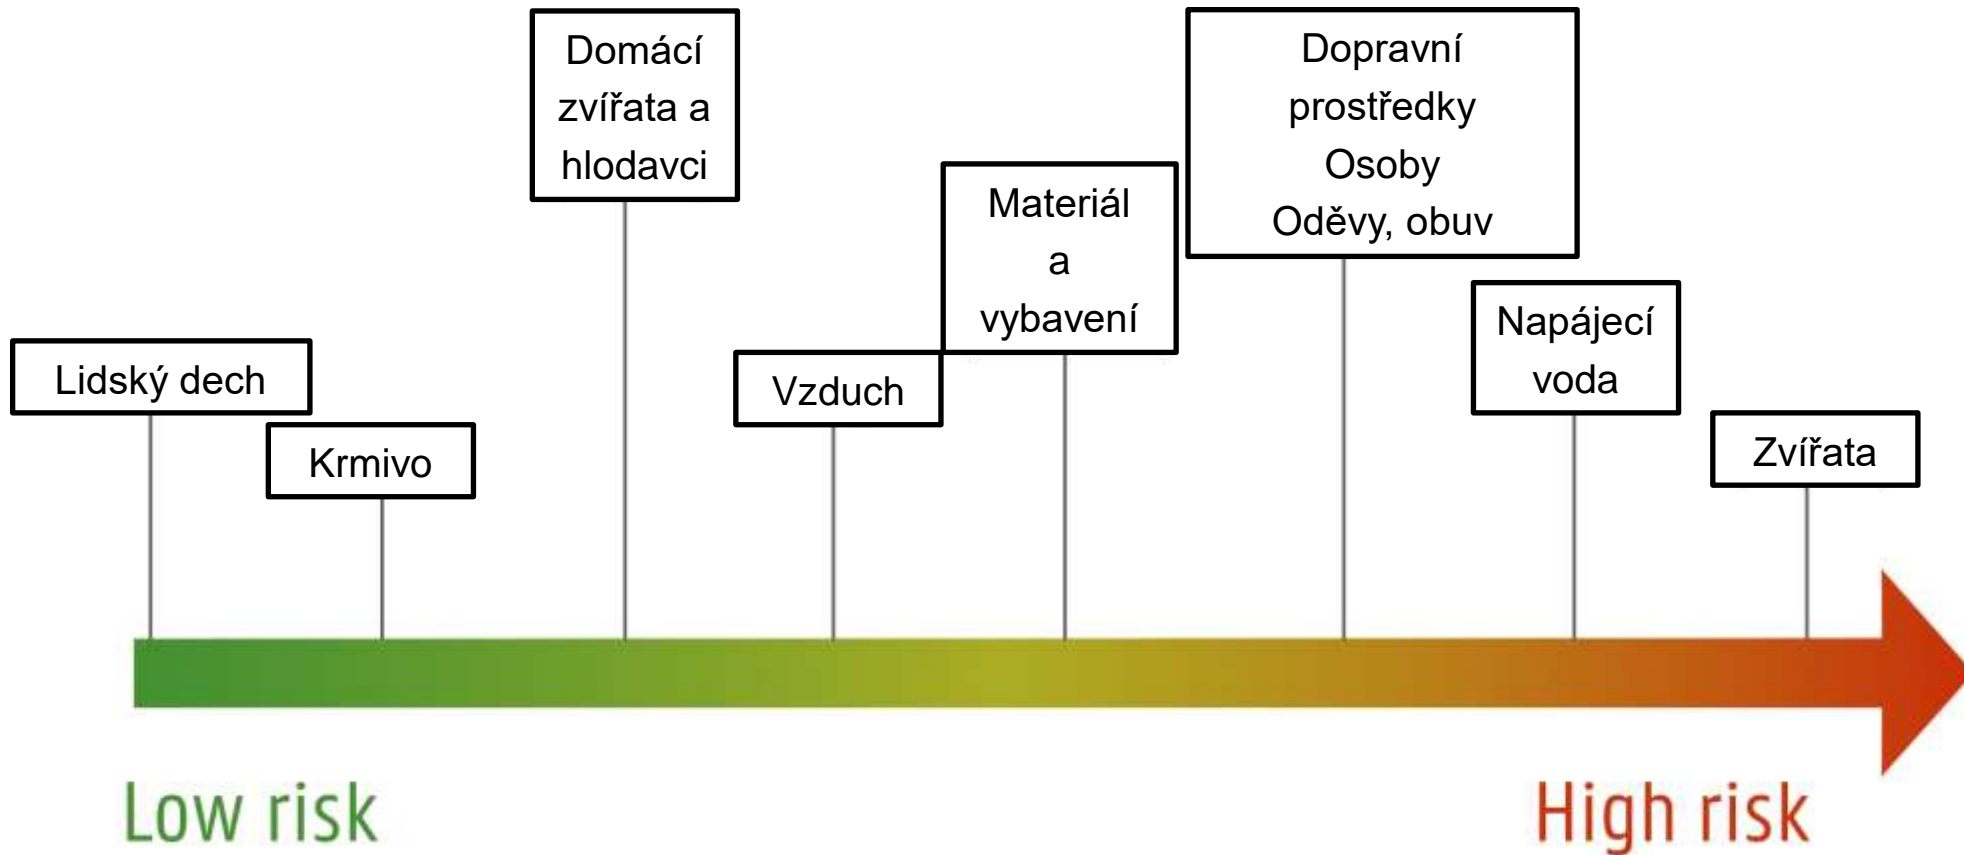 Lidský dech
Krmivo
Domácí
zvířata a
hlodavci
Vzduch
Materiál
a
vybavení
Dopravní
prostředky
Osoby
Oděvy, obuv
Napájecí
voda
Zvířata
Low risk
High risk